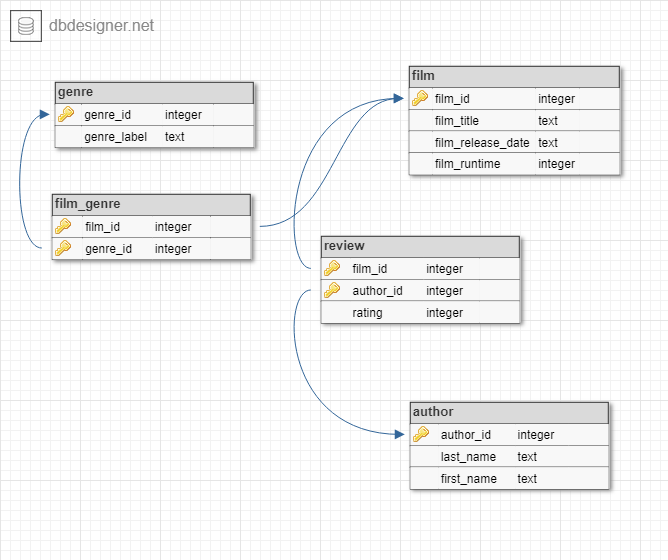 dbdesigner.net
genre
genre_id integer
genre_label text
film
film_id integer
film_title text
film_release_date text
film_runtime integer
film_genre
film_id integer
genre_id integer
review
film_id integer
author_id integer
rating integer
author
author_id integer
last_name text
first_name text